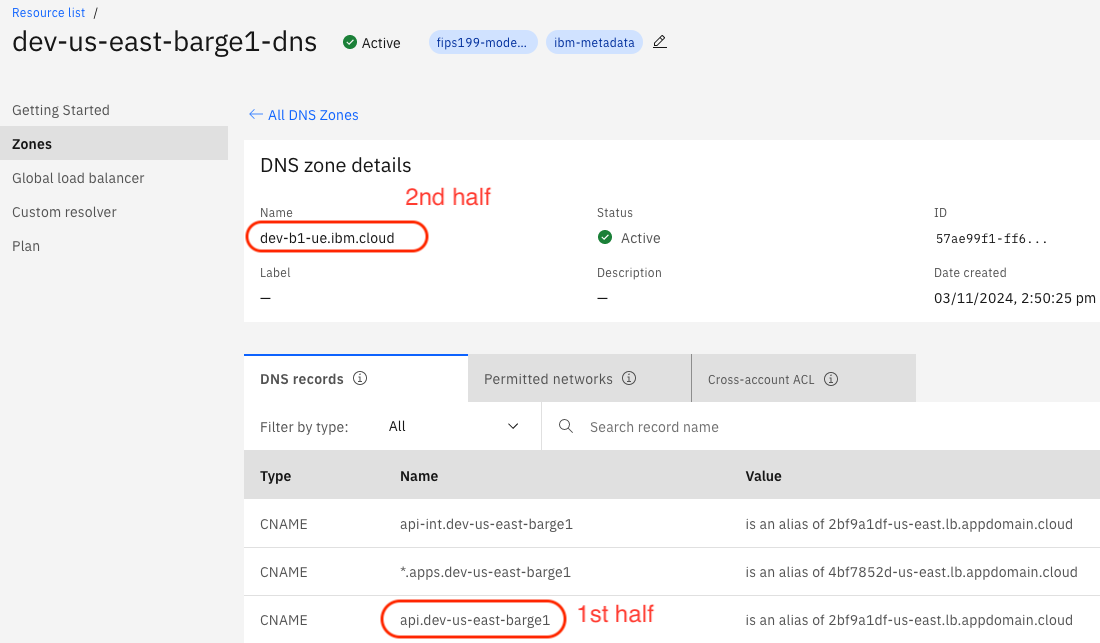 Resource list /
dev-us-east-barge1-dns Active fips199-mode... ibm-metadata
Getting Started
Zones
Global load balancer
Custom resolver
Plan
← All DNS Zones
DNS zone details
2nd half
Name Status ID
dev-b1-ue.ibm.cloud Active 57ae99f1-ff6...
Label Description Date created
— — 03/11/2024, 2:50:25 pm
DNS records Permitted networks Cross-account ACL
Filter by type: All Search record name
Type Name Value
CNAME api-int.dev-us-east-barge1 is an alias of 2bf9a1df-us-east.lb.appdomain.cloud
CNAME *.apps.dev-us-east-barge1 is an alias of 4bf7852d-us-east.lb.appdomain.cloud
CNAME api.dev-us-east-barge1 1st half is an alias of 2bf9a1df-us-east.lb.appdomain.cloud